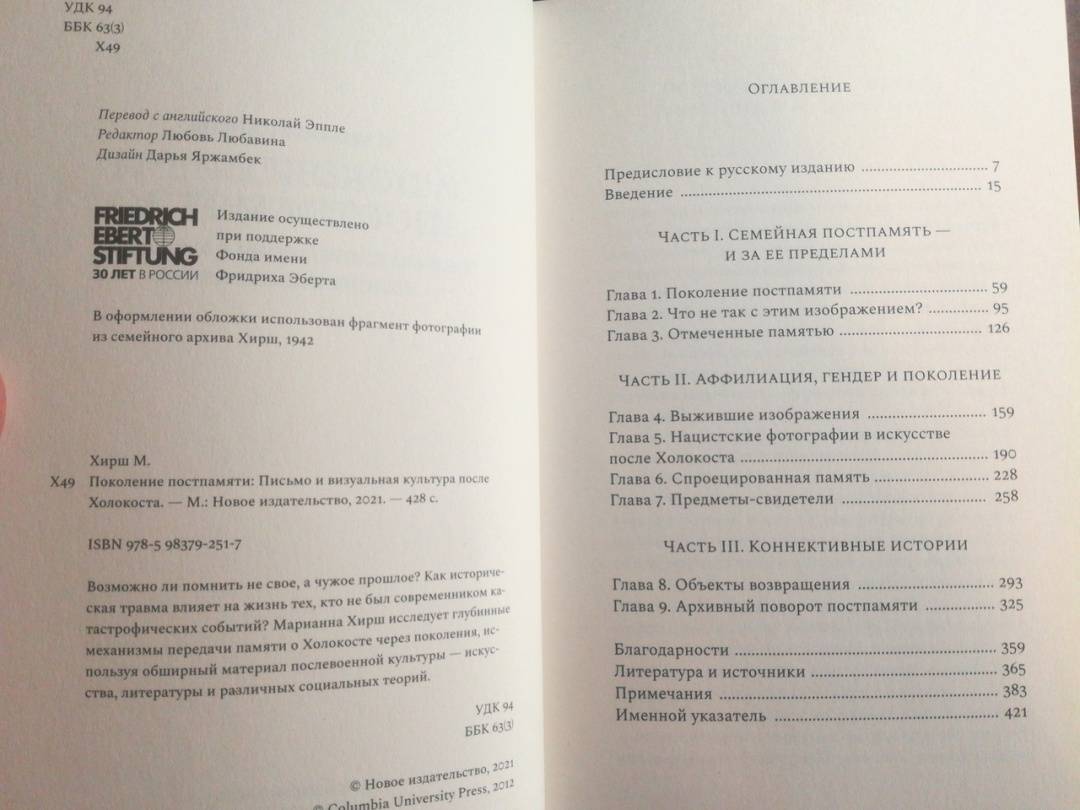 УДК 94
ББК 63(3)
Х49
Перевод с английского Николай Эппле
Редактор Любовь Любавина
Дизайн Дарья Яржамбек
FRIEDRICH
EBERT
STIFTUNG
30 ЛЕТ В РОССИИ
Издание осуществлено
при поддержке
Фонда имени
Фридриха Эберта
В оформлении обложки использован фрагмент фотографии
из семейного архива Хирш, 1942
Хирш М.
Х49 Поколение постпамяти: Письмо и визуальная культура после
Холокоста. — М.: Новое издательство, 2021. — 428 с.
ISBN 978-5 98379-251-7
Возможно ли помнить не свое, а чужое прошлое? Как историче-
ская травма влияет на жизнь тех, кто не был современником ка-
тастрофических событий? Марианна Хирш исследует глубинные
механизмы передачи памяти о Холокосте через поколения, ис-
пользуя обширный материал послевоенной культуры — искус-
ства, литературы и различных социальных теорий.
УДК 94
ББК 63(3)
© Новое издательство, 2021
© Columbia University Press, 2012
Оглавление
Предисловие к русскому изданию 7
Введение 15
Часть I. Семейная постпамять —
и за ее пределами
Глава 1. Поколение постпамяти 59
Глава 2. Что не так с этим изображением? 95
Глава 3. Отмеченные памятью 126
Часть II. Аффилиация, гендер и поколение
Глава 4. Выжившие изображения 159
Глава 5. Нацистские фотографии в искусстве
после Холокоста 190
Глава 6. Спроецированная память 228
Глава 7. Предметы-свидетели 258
Часть III. Коннективные истории
Глава 8. Объекты возвращения 293
Глава 9. Архивный поворот постпамяти 325
Благодарности 359
Литература и источники 365
Примечания 383
Именной указатель 421